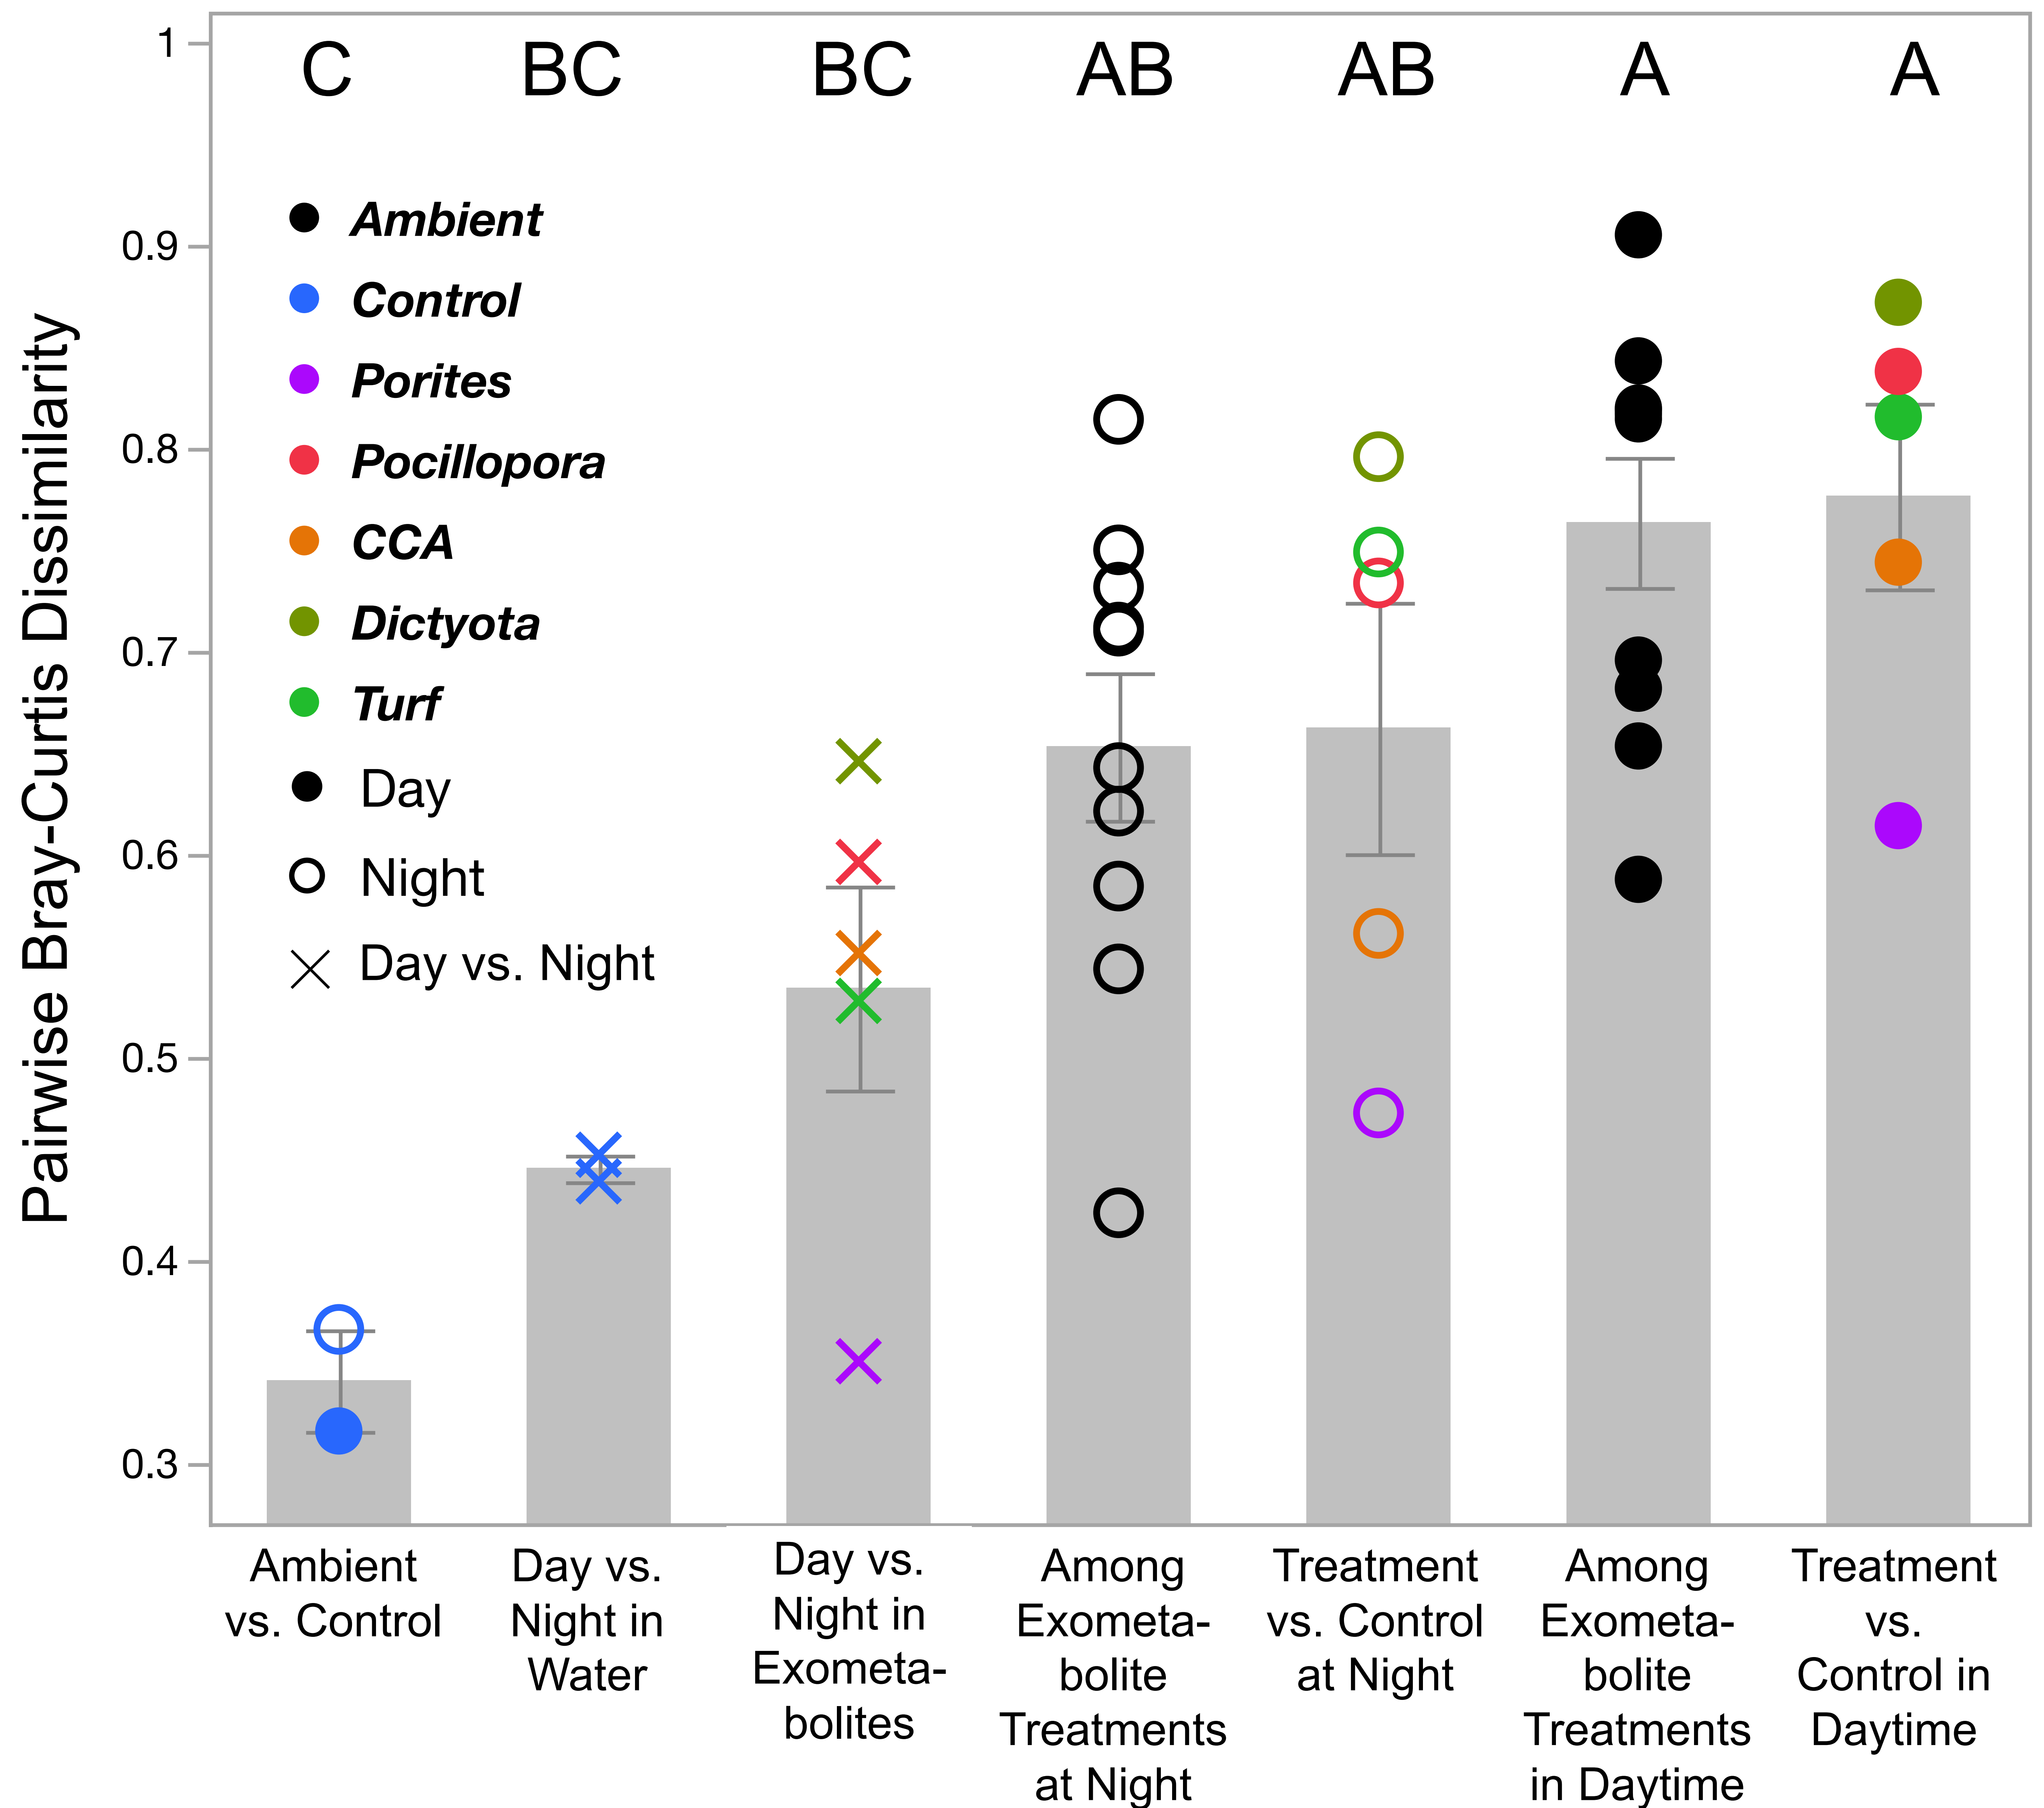 Pairwise Bray-Curtis Dissimilarity
1
0.9
0.8
0.7
0.6
0.5
0.4
0.3
C
BC
BC
AB
AB
A
A
Ambient
Control
Porites
Pocillopora
CCA
Dictyota
Turf
Day
Night
Day vs. Night
Ambient
vs. Control
Day vs.
Night in
Water
Day vs.
Night in
Exometa-
bolites
Among
Exometa-
bolite
Treatments
at Night
Treatment
vs. Control
at Night
Among
Exometa-
bolite
Treatments
in Daytime
Treatment
vs.
Control in
Daytime